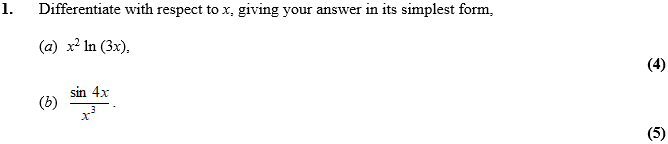 1. Differentiate with respect to x, giving your answer in its simplest form,
(a) x² ln (3x),
(4)
(b) sin 4x / x³ .
(5)